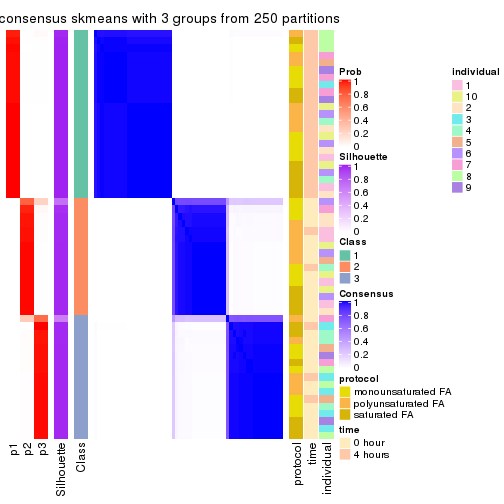 consensus skmeans with 3 groups from 250 partitions
Prob
1
0.8
0.6
0.4
0.2
0
Silhouette
1
0.8
0.6
0.4
0.2
0
Class
1
2
3
Consensus
1
0.8
0.6
0.4
0.2
0
protocol
monounsaturated FA
polyunsaturated FA
saturated FA
time
0 hour
4 hours
individual
1
10
2
3
4
5
6
7
8
9
p1
p2
p3
Silhouette
Class
protocol
time
individual